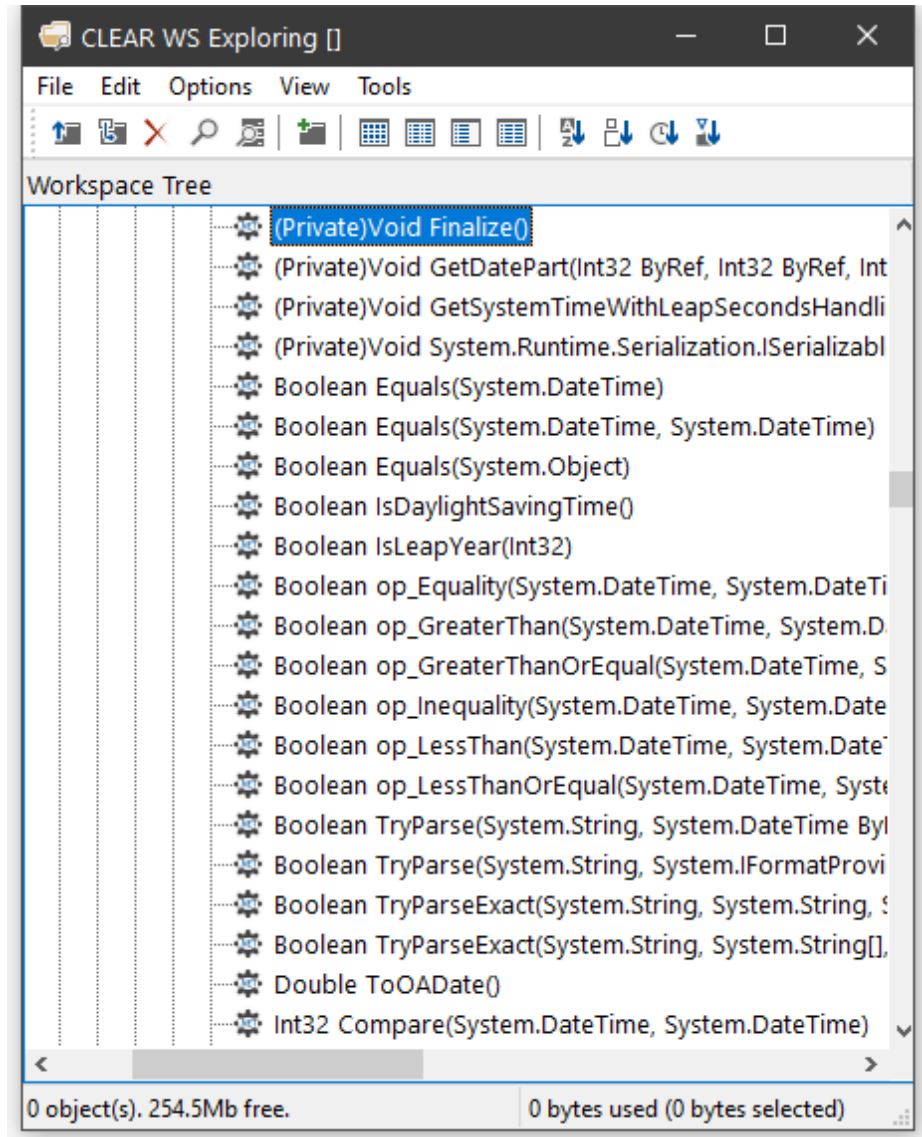 CLEAR WS Exploring []
File Edit Options View Tools
Workspace Tree
(Private)Void Finalize()
(Private)Void GetDatePart(Int32 ByRef, Int32 ByRef, Int
(Private)Void GetSystemTimeWithLeapSecondsHandli
(Private)Void System.Runtime.Serialization.ISerializabl
Boolean Equals(System.DateTime)
Boolean Equals(System.DateTime, System.DateTime)
Boolean Equals(System.Object)
Boolean IsDaylightSavingTime()
Boolean IsLeapYear(Int32)
Boolean op_Equality(System.DateTime, System.DateTi
Boolean op_GreaterThan(System.DateTime, System.D
Boolean op_GreaterThanOrEqual(System.DateTime, S
Boolean op_Inequality(System.DateTime, System.Date
Boolean op_LessThan(System.DateTime, System.Date
Boolean op_LessThanOrEqual(System.DateTime, Syste
Boolean TryParse(System.String, System.DateTime By
Boolean TryParse(System.String, System.IFormatProvi
Boolean TryParseExact(System.String, System.String,
Boolean TryParseExact(System.String, System.String[],
Double ToOADate()
Int32 Compare(System.DateTime, System.DateTime)
0 object(s). 254.5Mb free. 0 bytes used (0 bytes selected)